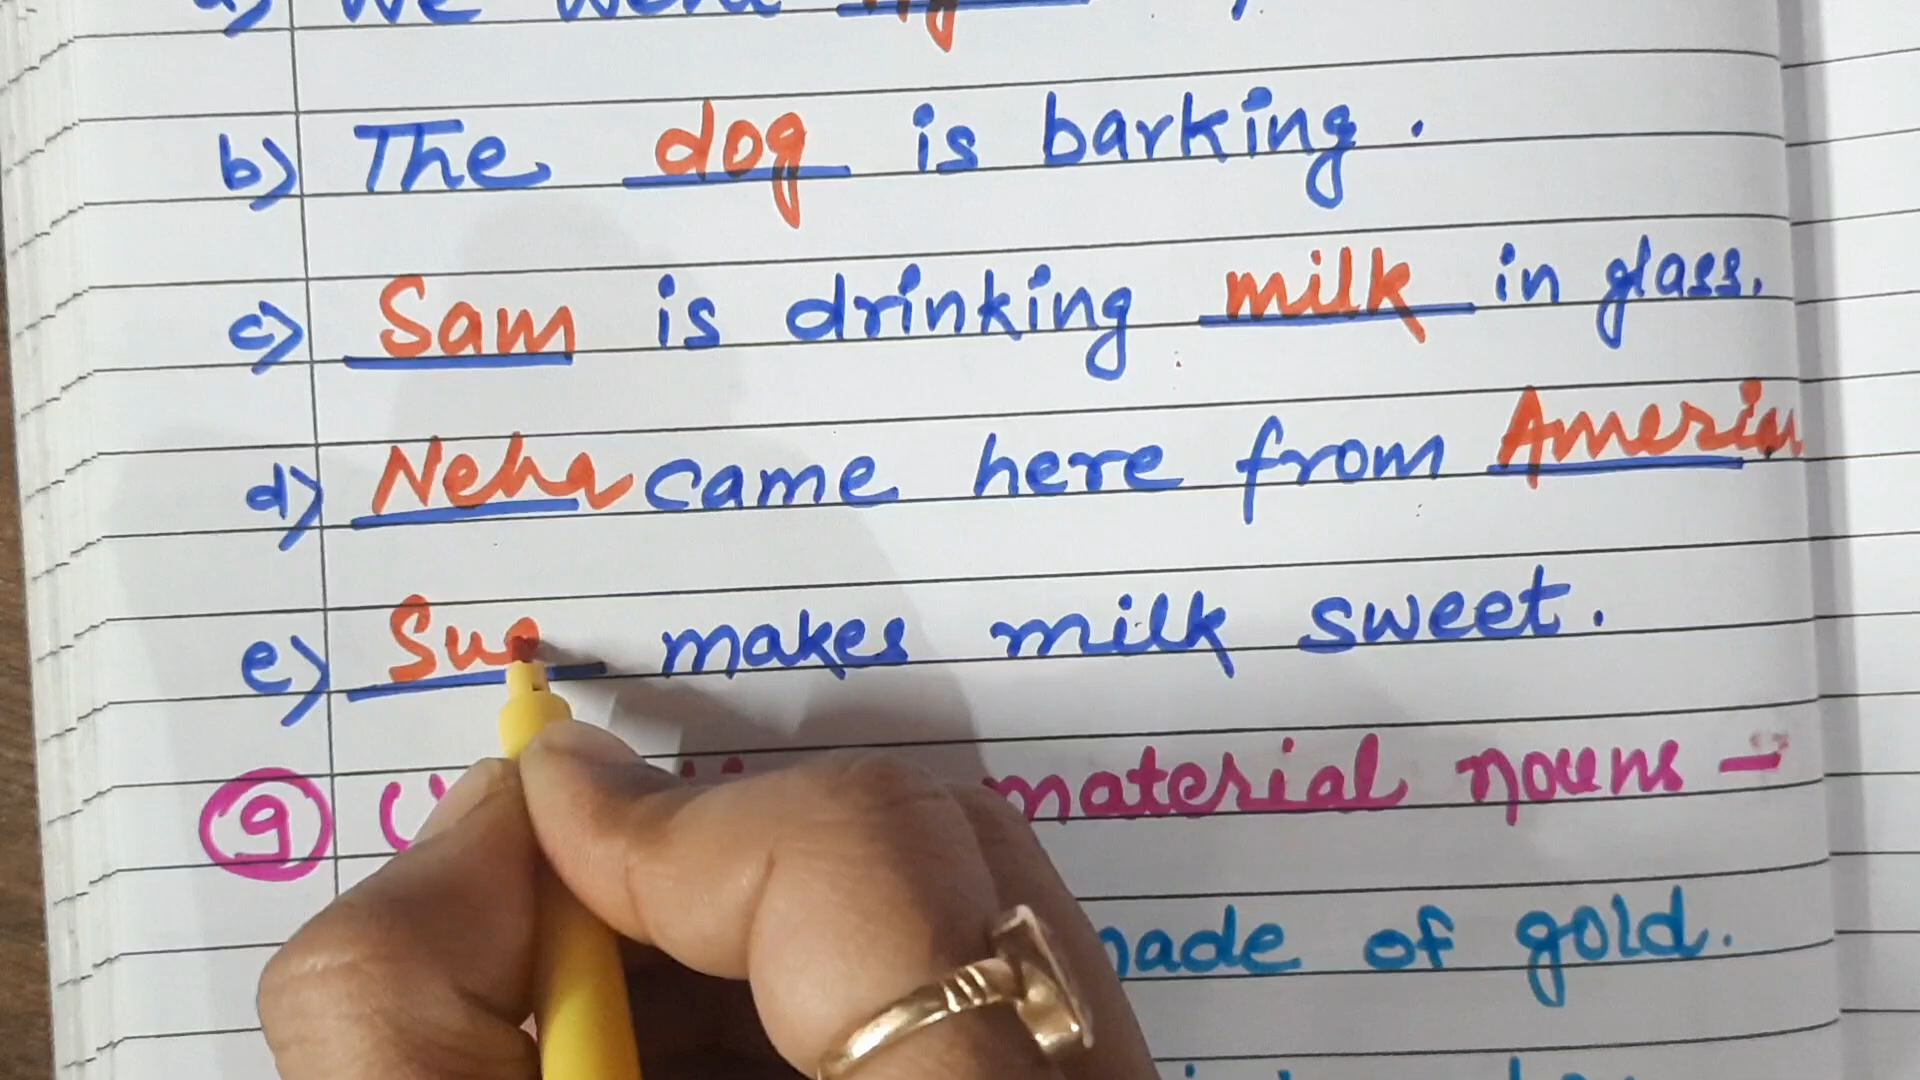 b) The dog is barking.
c) Sam is drinking milk in glass.
d) Neha came here from America
e) Sug makes milk sweet.
9 material nouns -
made of gold.